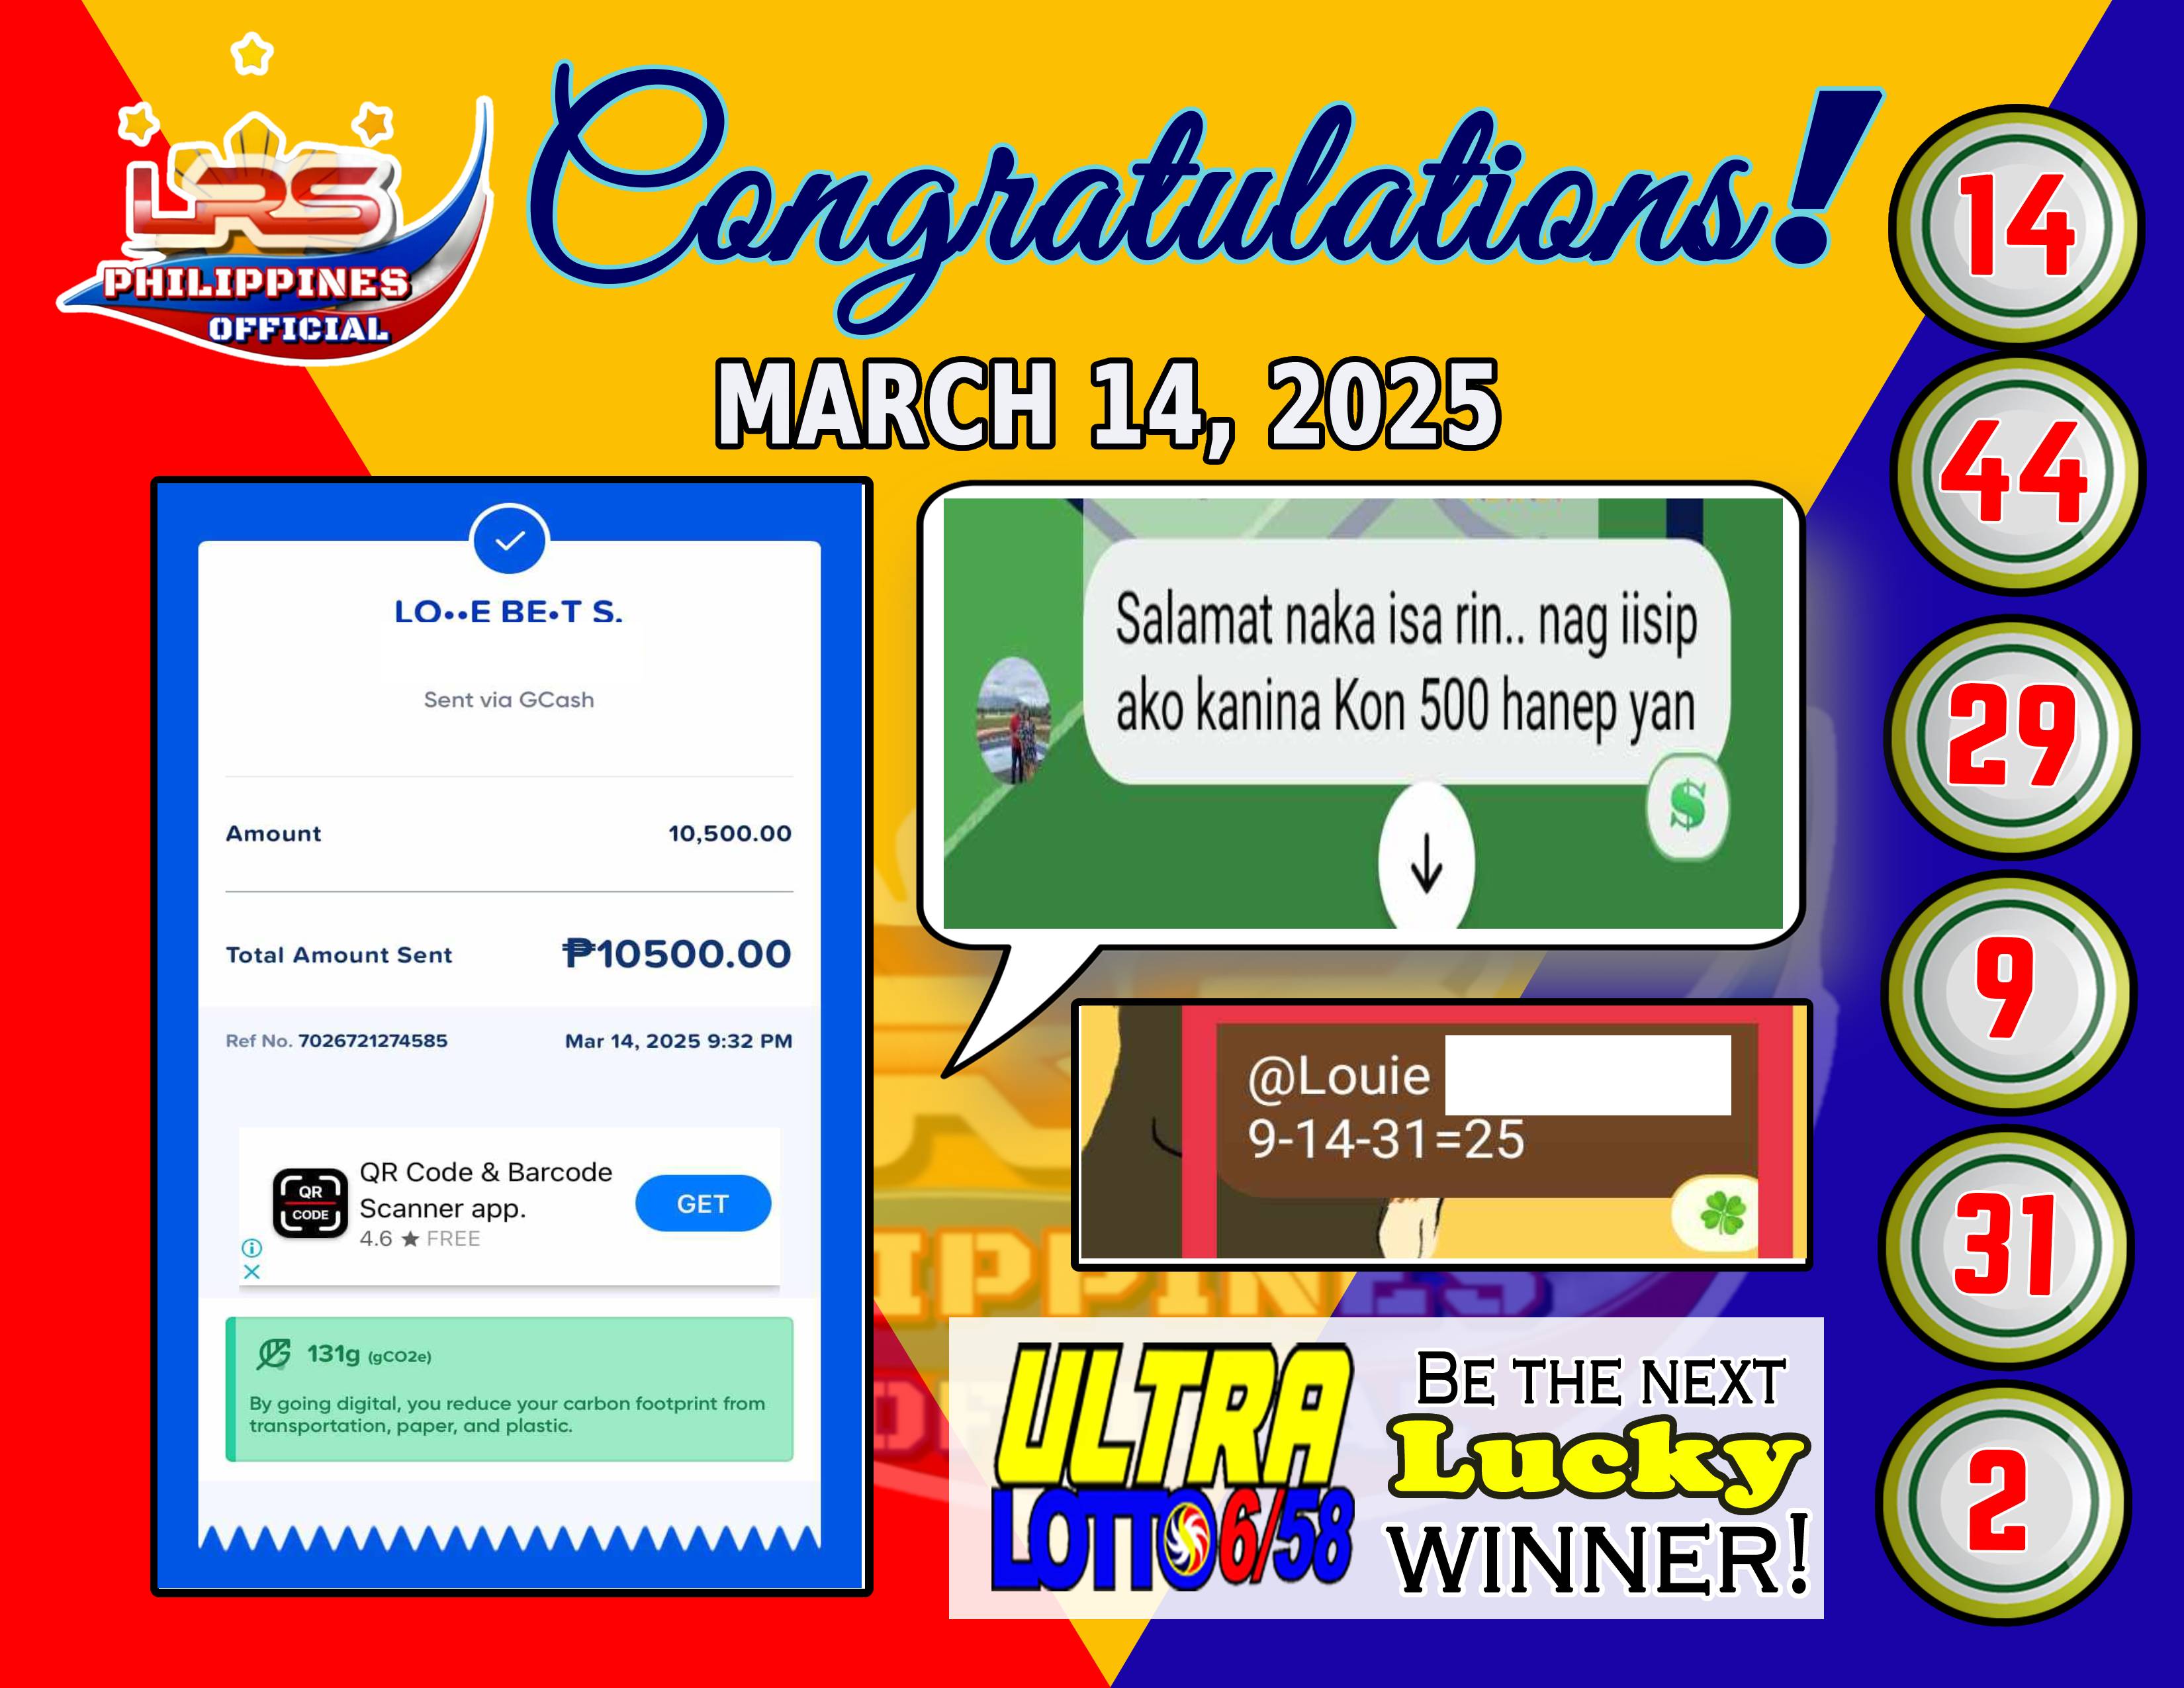 LRS
PHILIPPINES
OFFICIAL
Congratulations!
MARCH 14, 2025
LO••E BE•T S.
Sent via GCash
Amount 10,500.00
Total Amount Sent ₱10500.00
Ref No. 7026721274585 Mar 14, 2025 9:32 PM
QR
CODE
QR Code & Barcode
Scanner app.
4.6 ★ FREE
GET
131g (gCO2e)
By going digital, you reduce your carbon footprint from
transportation, paper, and plastic.
Salamat naka isa rin.. nag iisip
ako kanina Kon 500 hanep yan
$
@Louie
9-14-31=25
ULTRA
LOTTO 6/58
BE THE NEXT
Lucky
WINNER!
14
44
29
9
31
2